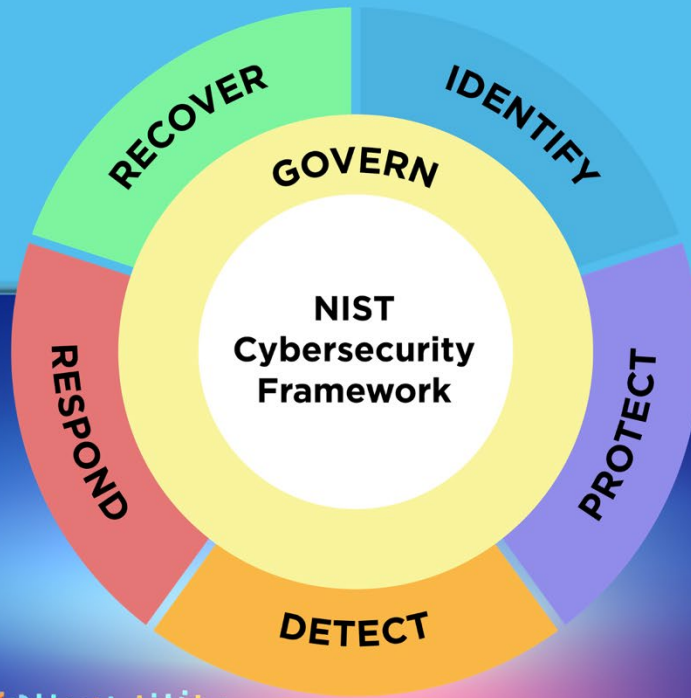 RECOVER
IDENTIFY
GOVERN
NIST
Cybersecurity
Framework
RESPOND
PROTECT
DETECT